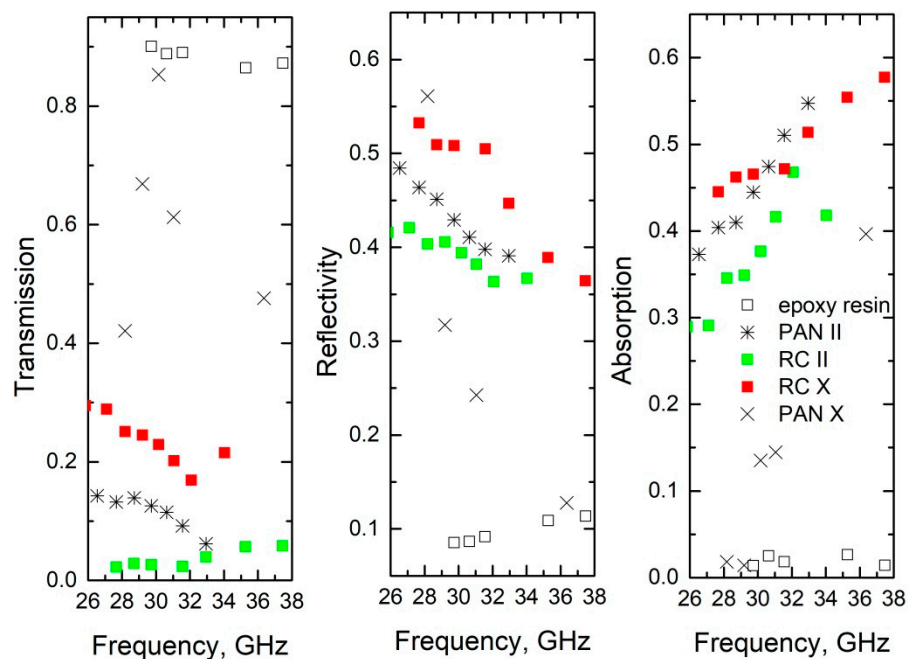 Transmission
0.8
0.6
0.4
0.2
0.0
26 28 30 32 34 36 38
Frequency, GHz
Reflectivity
0.6
0.5
0.4
0.3
0.2
0.1
26 28 30 32 34 36 38
Frequency, GHz
Absorption
0.6
0.5
0.4
0.3
0.2
0.1
0.0
26 28 30 32 34 36 38
Frequency, GHz
epoxy resin
PAN II
RC II
RC X
PAN X